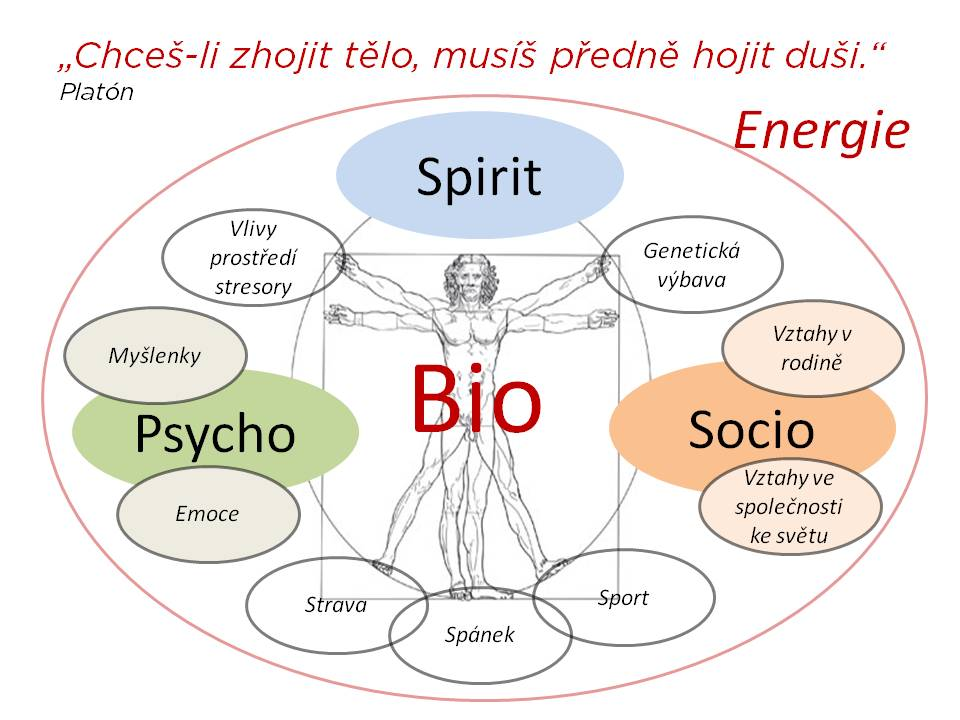 „Chceš-li zhojit tělo, musíš předně hojit duši.“
Platón
Energie
Spirit
Vlivy
prostředí
stresory
Genetická
výbava
Myšlenky
Vztahy v
rodině
Bio
Psycho
Socio
Emoce
Vztahy ve
společnosti
ke světu
Strava
Spánek
Sport